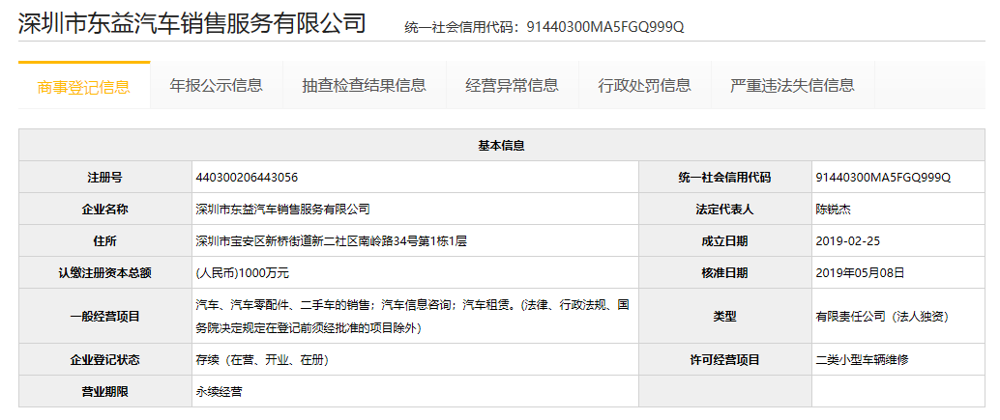 深圳市东益汽车销售服务有限公司 统一社会信用代码：91440300MA5FGQ999Q
商事登记信息 年报公示信息 抽查检查结果信息 经营异常信息 行政处罚信息 严重违法失信信息
基本信息
注册号 440300206443056 统一社会信用代码 91440300MA5FGQ999Q
企业名称 深圳市东益汽车销售服务有限公司 法定代表人 陈锐杰
住所 深圳市宝安区新桥街道新二社区南岭路34号第1栋1层 成立日期 2019-02-25
认缴注册资本总额 (人民币)1000万元 核准日期 2019年05月08日
一般经营项目 汽车、汽车零配件、二手车的销售；汽车信息咨询；汽车租赁。(法律、行政法规、国
务院决定规定在登记前须经批准的项目除外) 类型 有限责任公司（法人独资）
企业登记状态 存续（在营、开业、在册） 许可经营项目 二类小型车辆维修
营业期限 永续经营